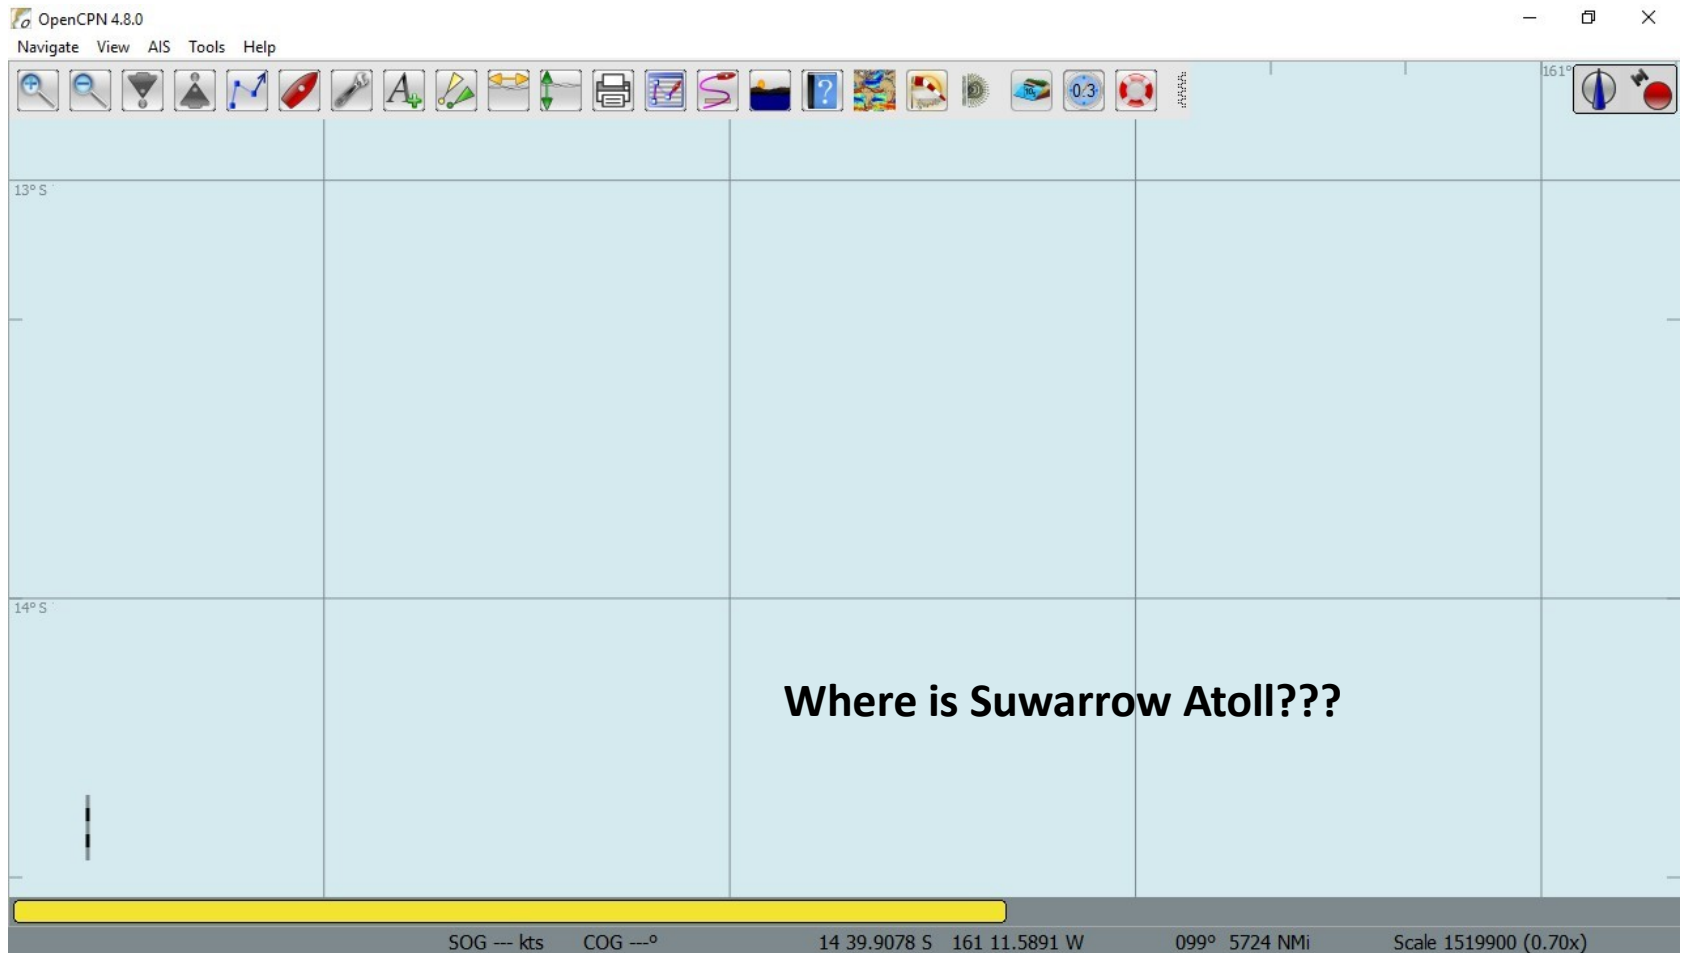 OpenCPN 4.8.0
Navigate View AIS Tools Help
161°
13° S
14° S
Where is Suwarrow Atoll???
SOG --- kts COG ---° 14 39.9078 S 161 11.5891 W 099° 5724 NMi Scale 1519900 (0.70x)